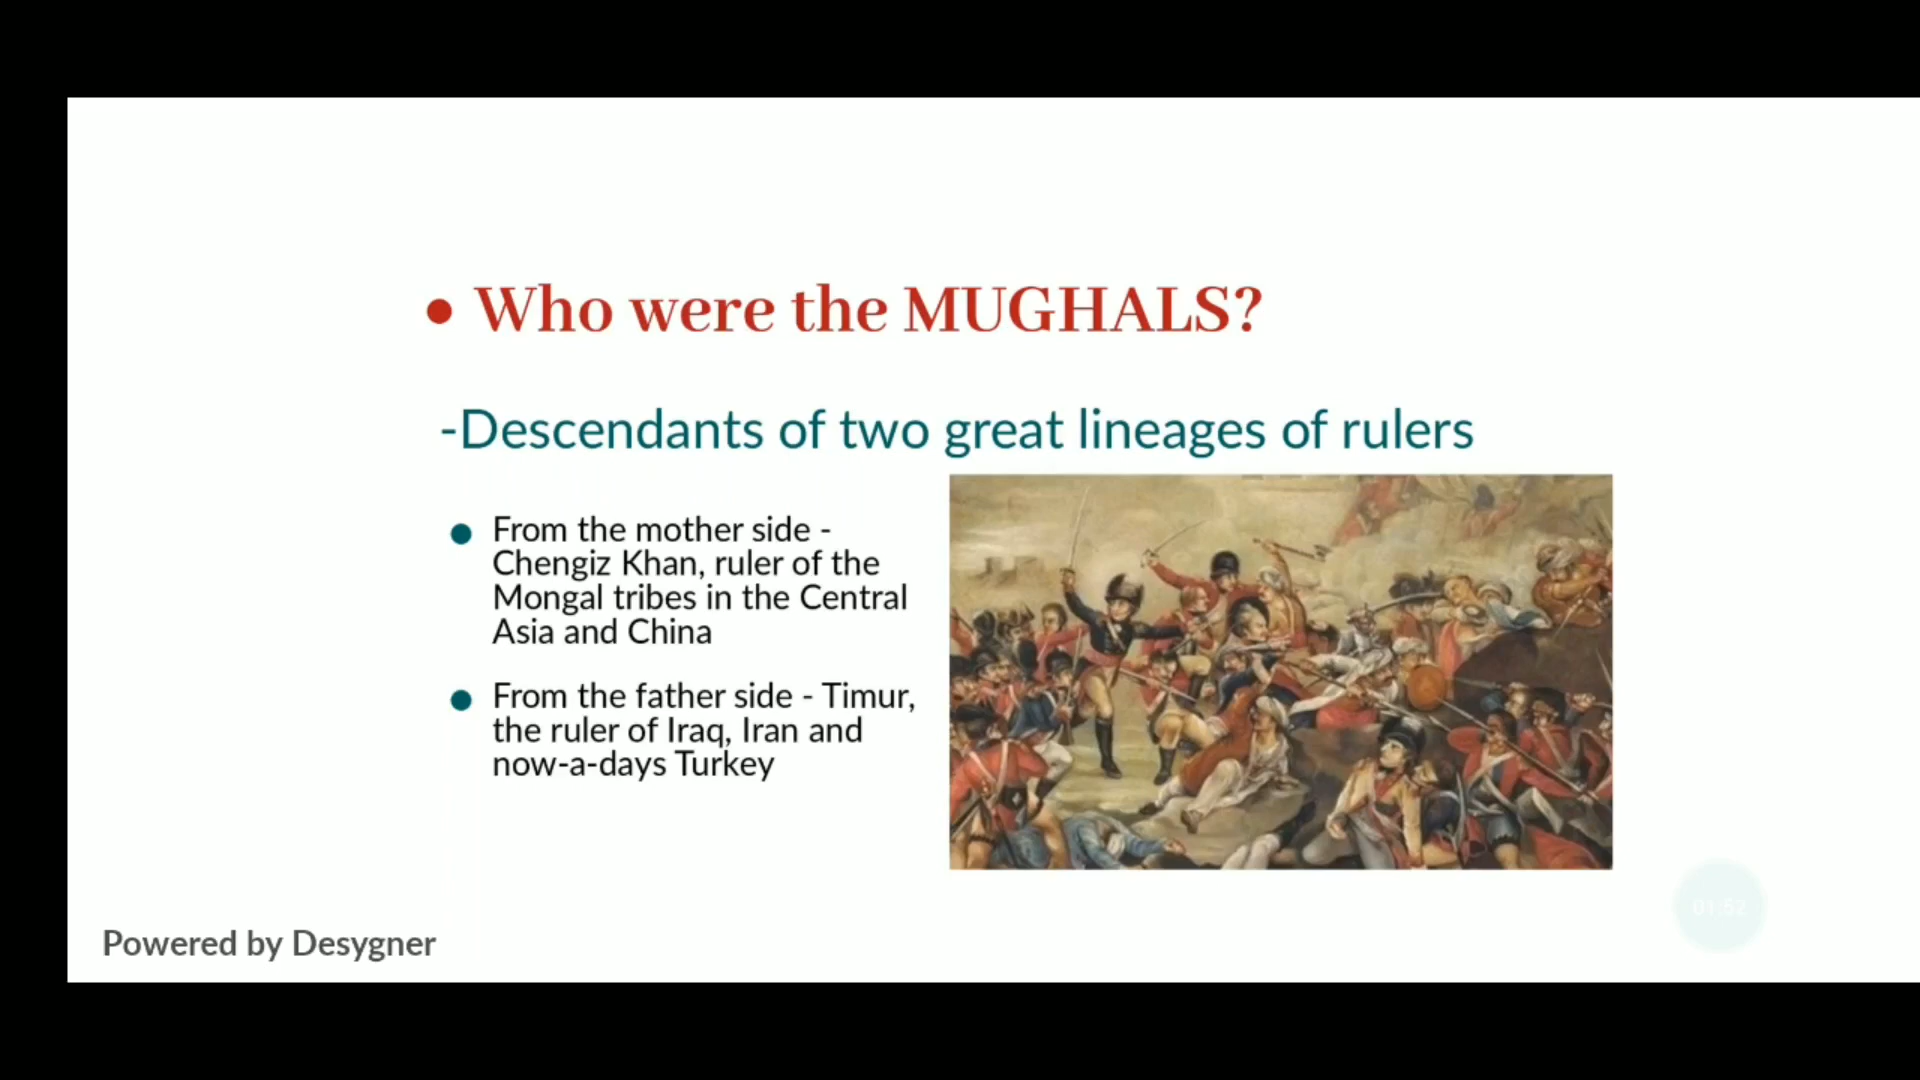 • Who were the MUGHALS?
-Descendants of two great lineages of rulers
• From the mother side -
Chengiz Khan, ruler of the
Mongal tribes in the Central
Asia and China
• From the father side - Timur,
the ruler of Iraq, Iran and
now-a-days Turkey
01:52
Powered by Desygner